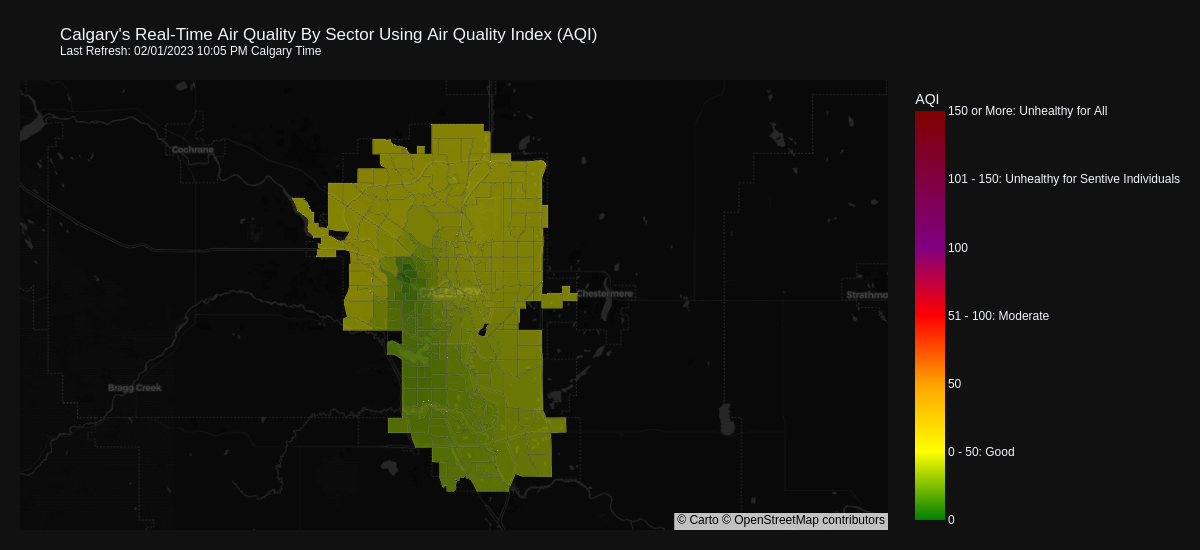 Calgary's Real-Time Air Quality By Sector Using Air Quality Index (AQI)
Last Refresh: 02/01/2023 10:05 PM Calgary Time
AQI
150 or More: Unhealthy for All
101 - 150: Unhealthy for Sentive Individuals
100
51 - 100: Moderate
50
0 - 50: Good
0
Cochrane
CALGARY
Chestermere
Strathmo
Bragg Creek
© Carto © OpenStreetMap contributors